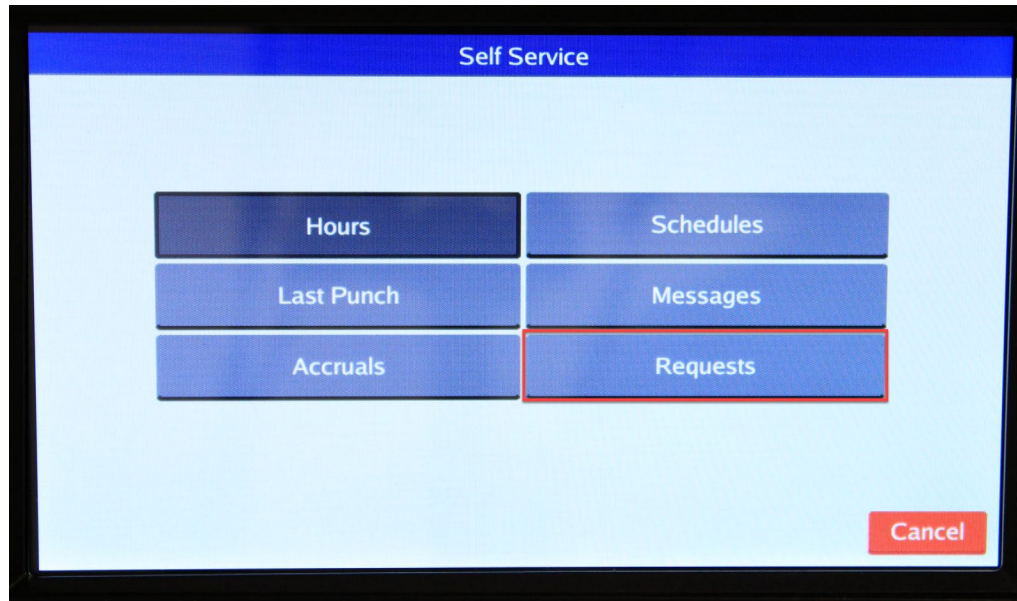 Self Service
Hours
Schedules
Last Punch
Messages
Accruals
Requests
Cancel